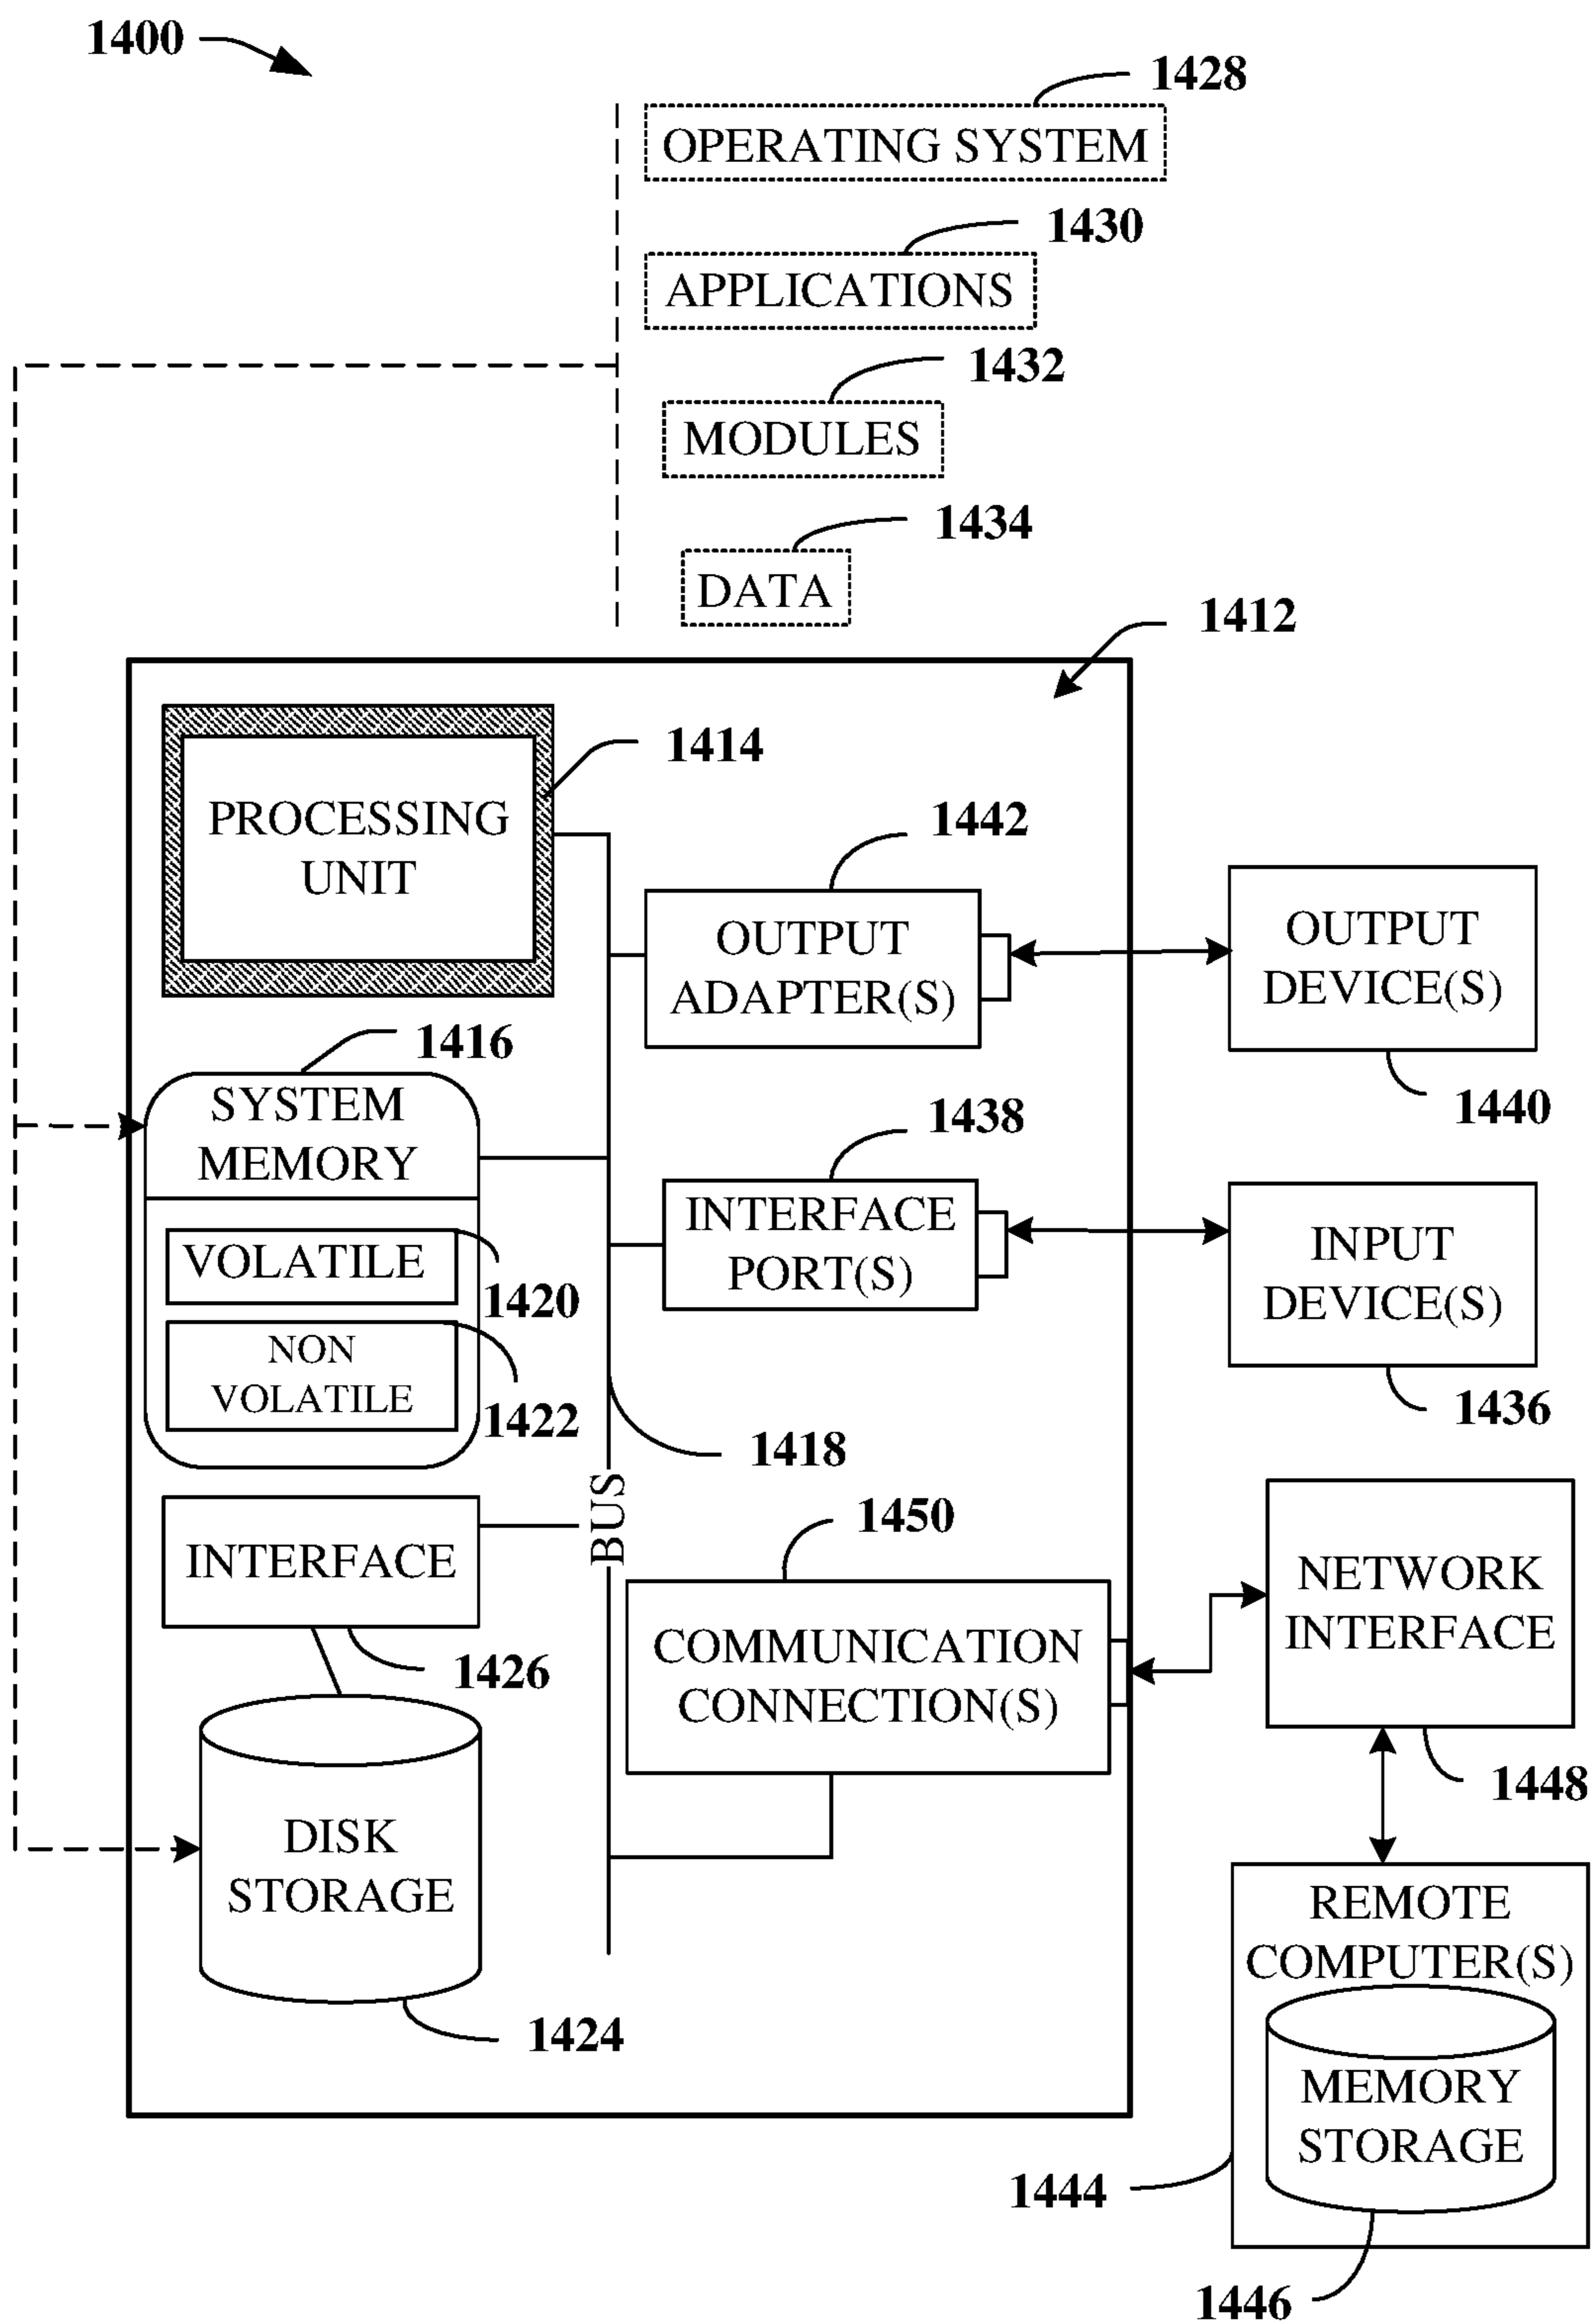 1400
1428
OPERATING SYSTEM
1430
APPLICATIONS
1432
MODULES
1434
DATA
1412
1414
PROCESSING
UNIT
1442
OUTPUT
ADAPTER(S)
OUTPUT
DEVICE(S)
1440
1416
SYSTEM
MEMORY
1438
INTERFACE
PORT(S)
INPUT
DEVICE(S)
1436
VOLATILE
1420
NON
VOLATILE
1422
1418
BUS
INTERFACE
1426
1450
COMMUNICATION
CONNECTION(S)
NETWORK
INTERFACE
1448
DISK
STORAGE
1424
REMOTE
COMPUTER(S)
MEMORY
STORAGE
1444
1446